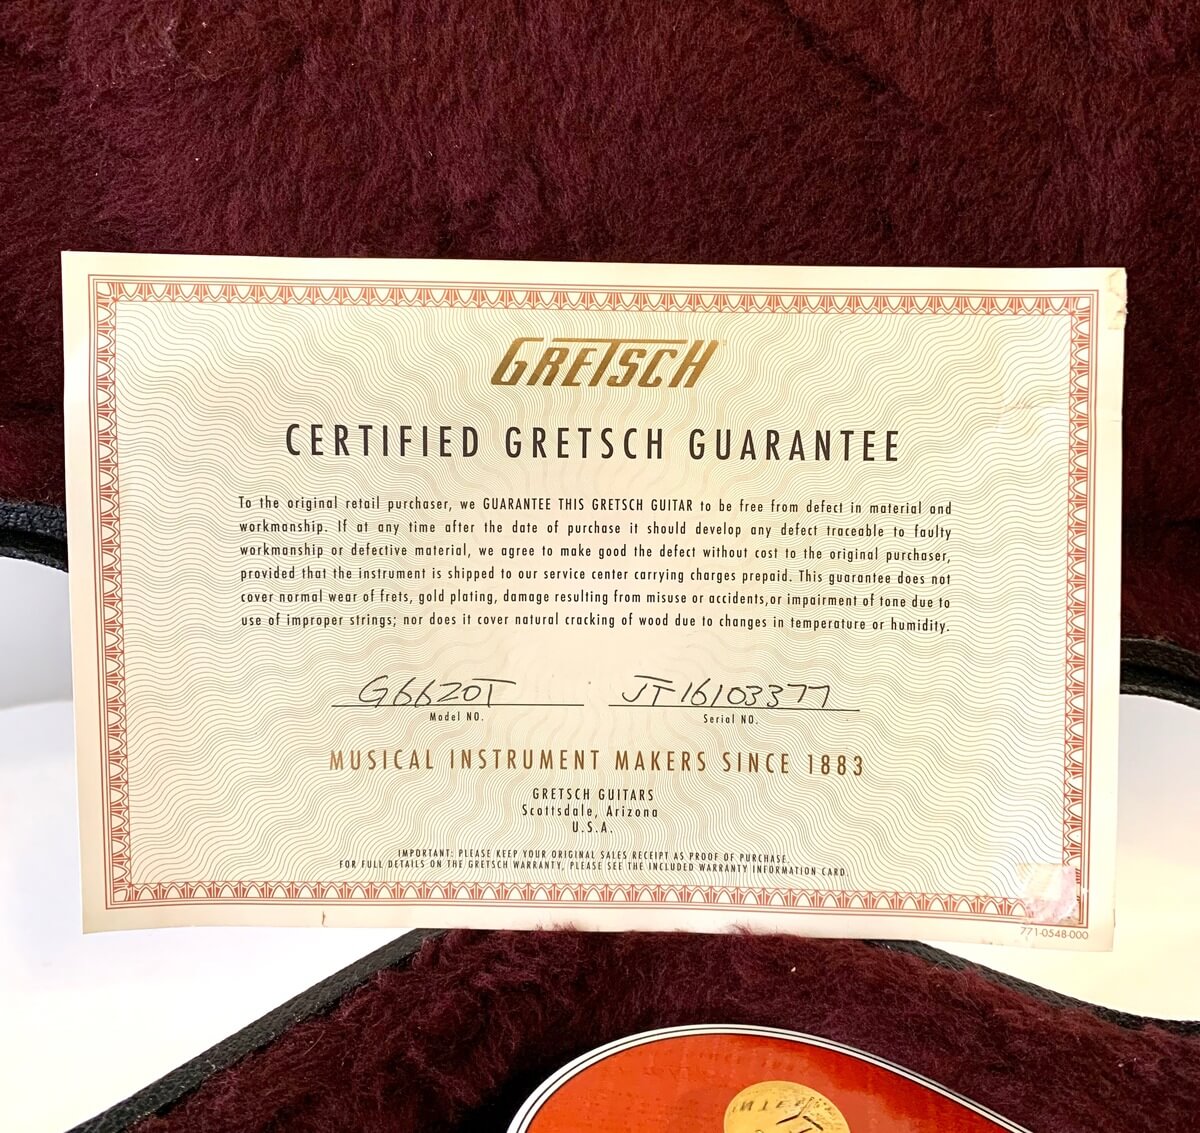 GRETSCH
CERTIFIED GRETSCH GUARANTEE
To the original retail purchaser, we GUARANTEE THIS GRETSCH GUITAR to be free from defect in material and
workmanship. If at any time after the date of purchase it should develop any defect traceable to faulty
workmanship or defective material, we agree to make good the defect without cost to the original purchaser,
provided that the instrument is shipped to our service center carrying charges prepaid. This guarantee does not
cover normal wear of frets, gold plating, damage resulting from misuse or accidents,or impairment of tone due to
use of improper strings; nor does it cover natural cracking of wood due to changes in temperature or humidity.
G6620T JT16103377
Model NO. Serial NO.
MUSICAL INSTRUMENT MAKERS SINCE 1883
GRETSCH GUITARS
Scottsdale, Arizona
U.S.A.
IMPORTANT: PLEASE KEEP YOUR ORIGINAL SALES RECEIPT AS PROOF OF PURCHASE.
FOR FULL DETAILS ON THE GRETSCH WARRANTY, PLEASE SEE THE INCLUDED WARRANTY INFORMATION CARD.
771-0548-000